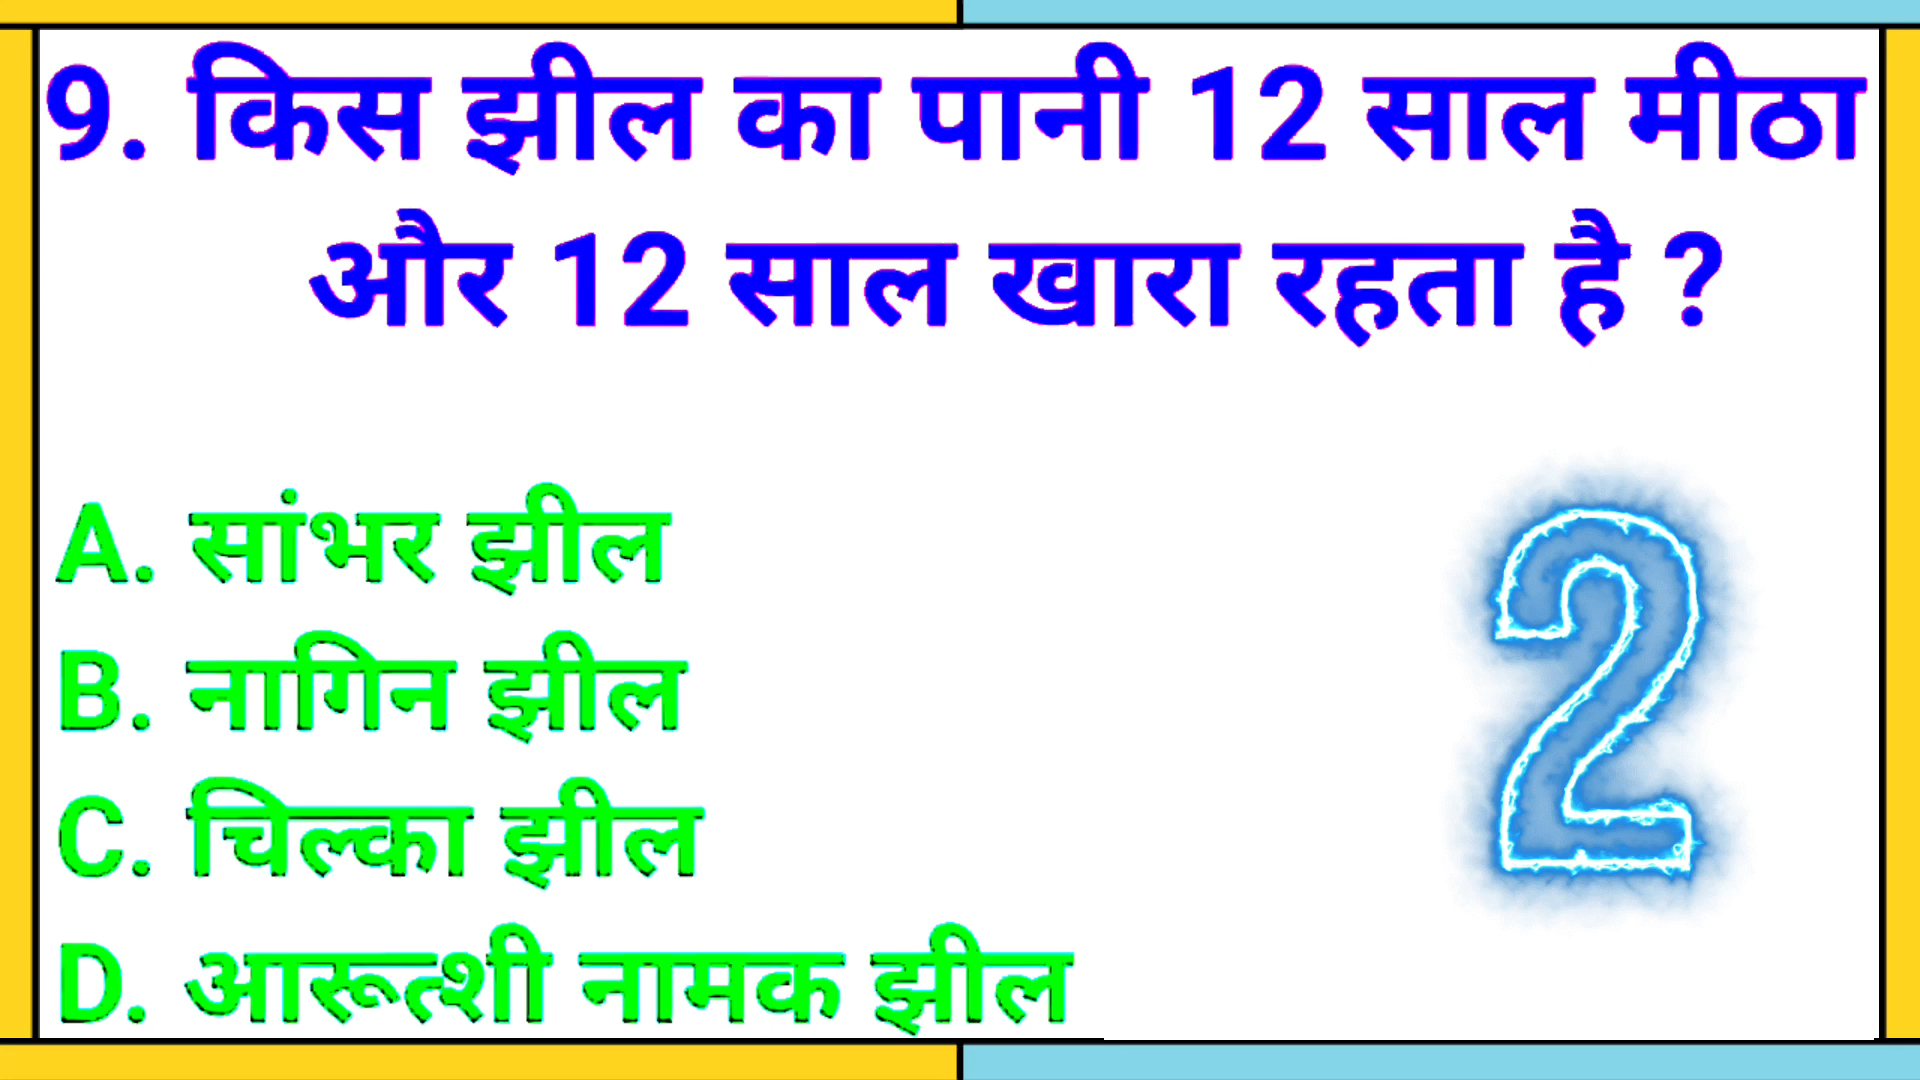 9. किस झील का पानी 12 साल मीठा
और 12 साल खारा रहता है ?
A. सांभर झील
B. नागिन झील
2
C. चिल्का झील
D. आरूत्शी नामक झील